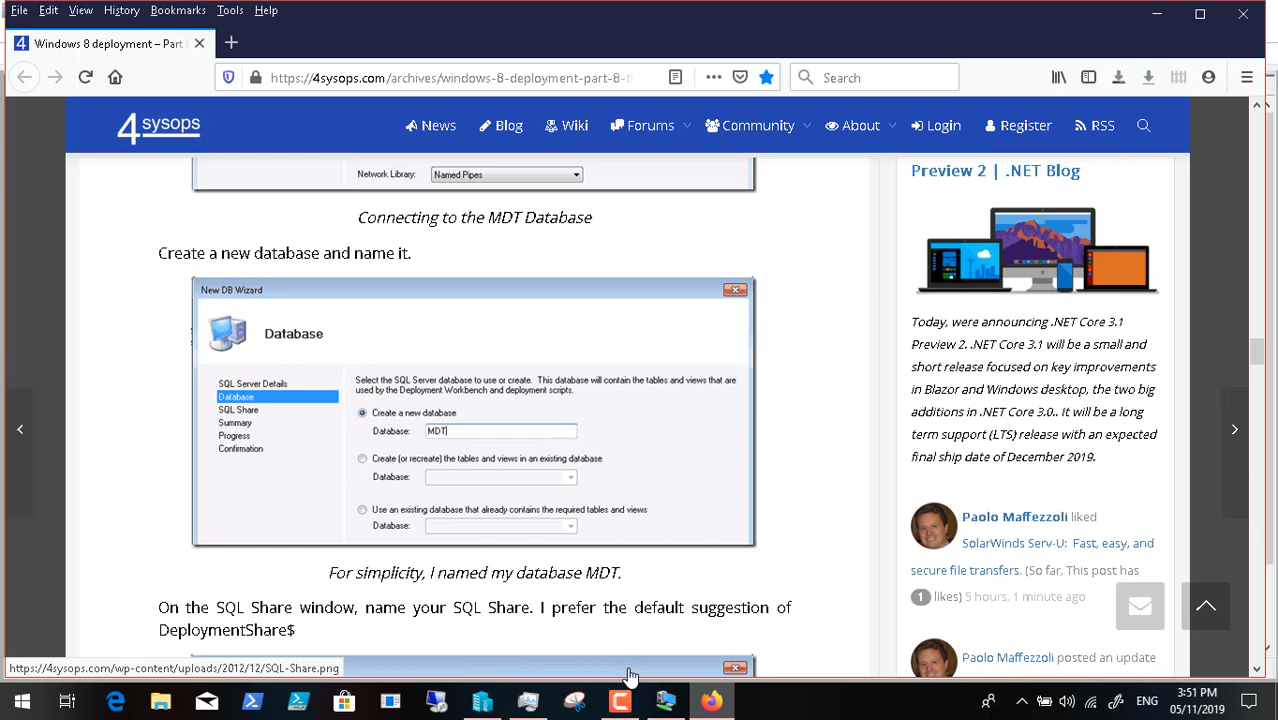 File Edit View History Bookmarks Tools Help
4 Windows 8 deployment – Part
https://4sysops.com/archives/windows-8-deployment-part-8-t
Search
4sysops
News Blog Wiki Forums Community About Login Register RSS
Network Library: Named Pipes
Connecting to the MDT Database
Create a new database and name it.
New DB Wizard
Database
SQL Server Details
Database
SQL Share
Summary
Progress
Confirmation
Select the SQL Server database to use or create. This database will contain the tables and views that are
used by the Deployment Workbench and deployment scripts.
Create a new database
Database: MDT
Create (or recreate) the tables and views in an existing database
Database:
Use an existing database that already contains the required tables and views
Database:
For simplicity, I named my database MDT.
On the SQL Share window, name your SQL Share. I prefer the default suggestion of
DeploymentShare$
Preview 2 | .NET Blog
Today, were announcing .NET Core 3.1
Preview 2. .NET Core 3.1 will be a small and
short release focused on key improvements
in Blazor and Windows desktop, the two big
additions in .NET Core 3.0.. It will be a long
term support (LTS) release with an expected
final ship date of December 2019.
Paolo Maffezzoli liked
SolarWinds Serv-U: Fast, easy, and
secure file transfers. (So far, This post has
1 likes) 5 hours, 1 minute ago
Paolo Maffezzoli posted an update
https://4sysops.com/wp-content/uploads/2012/12/SQL-Share.png
ENG
3:51 PM
05/11/2019